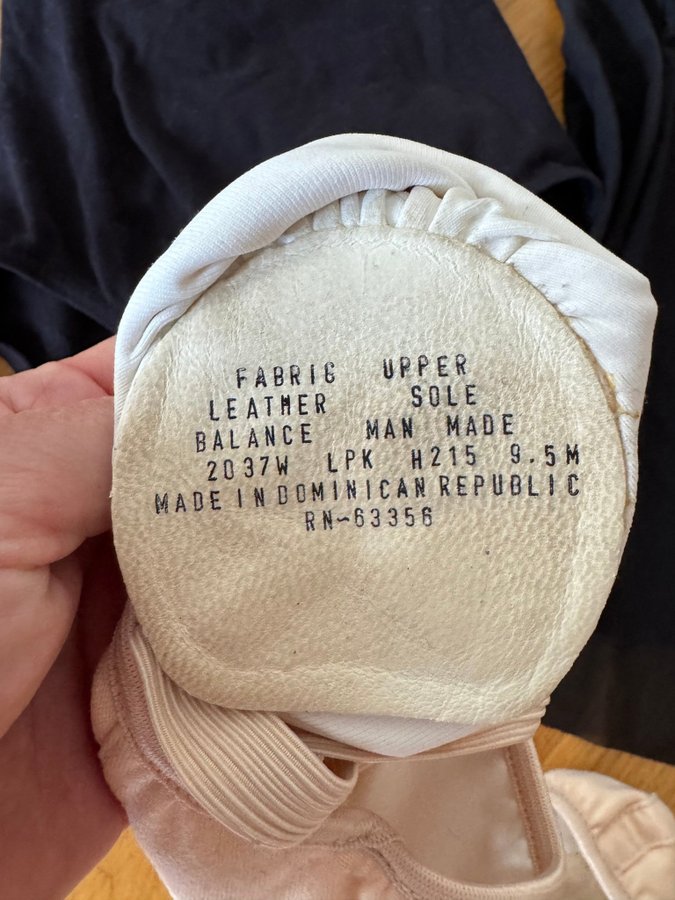 FABRIC UPPER
LEATHER SOLE
BALANCE MAN MADE
2037W LPK H215 9.5M
MADE IN DOMINICAN REPUBLIC
RN-63356